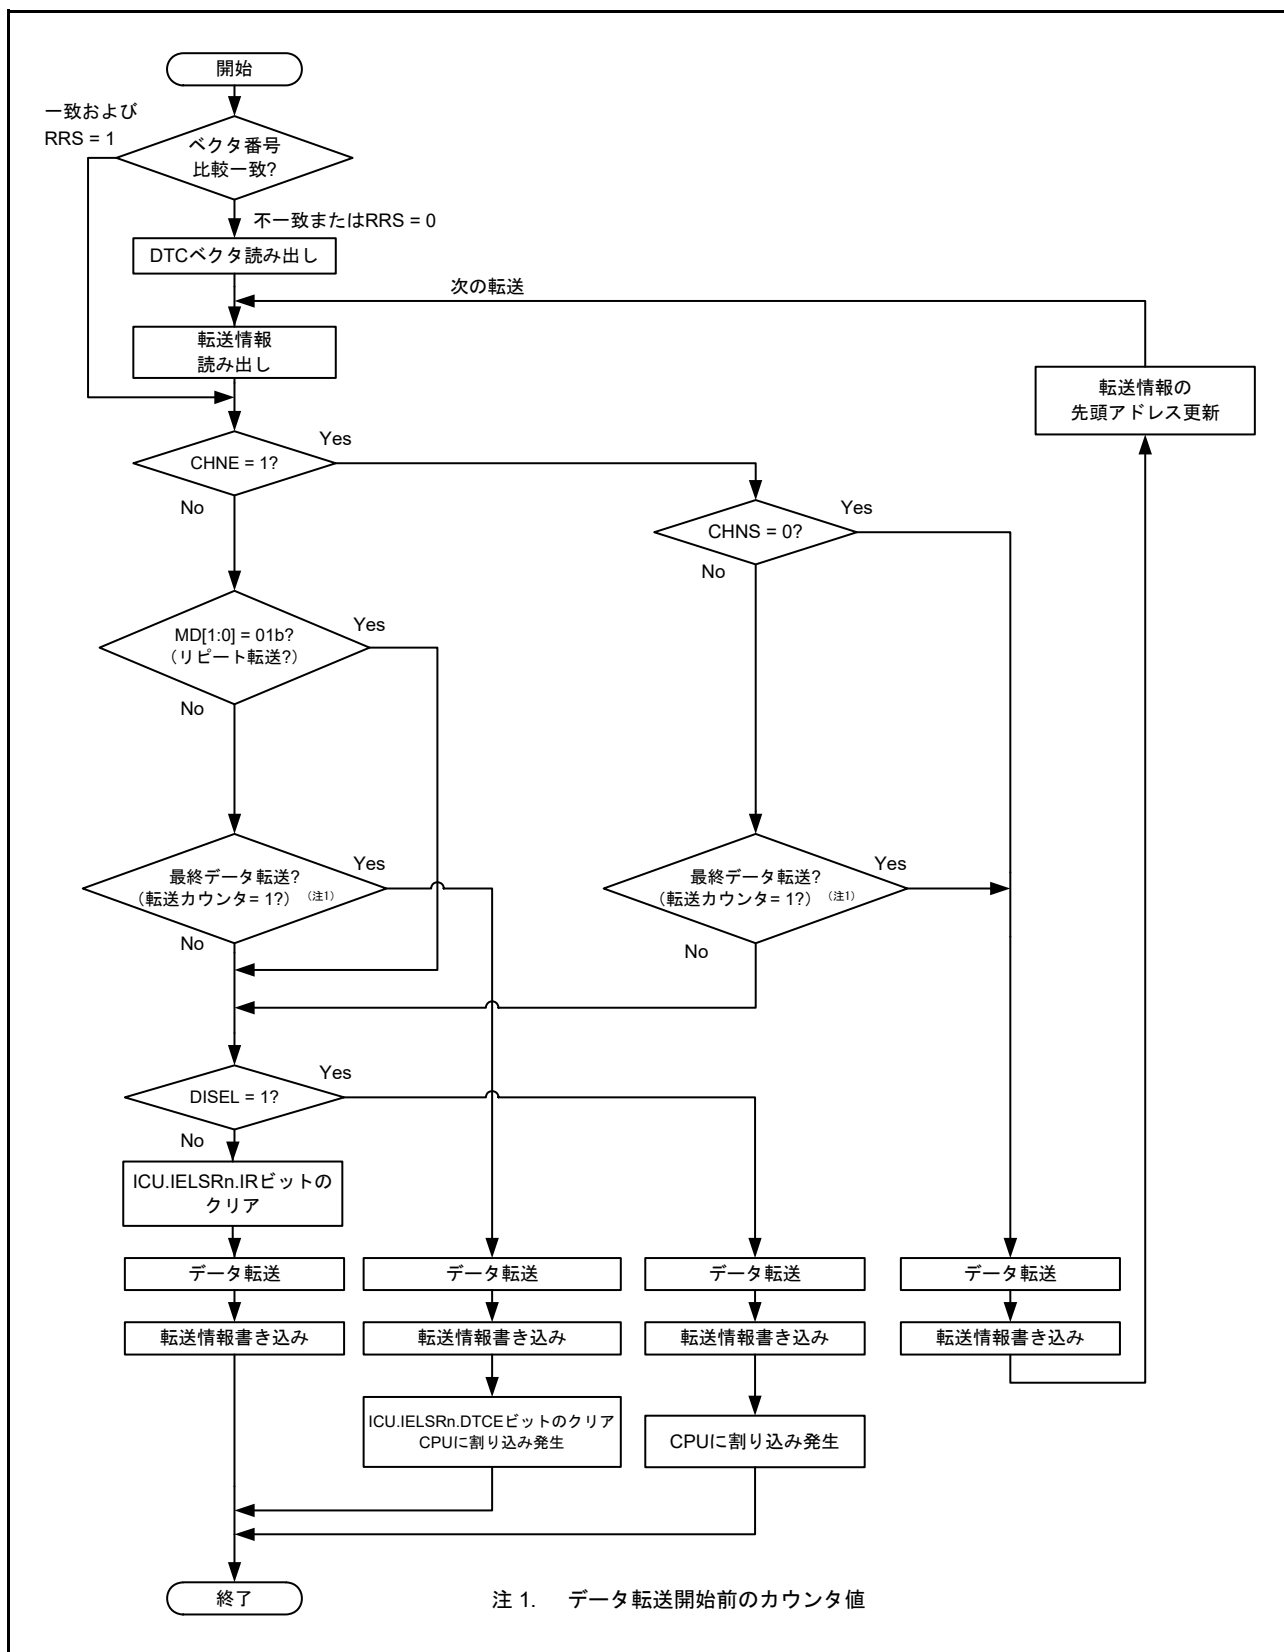 開始
一致および
RRS = 1
ベクタ番号
比較一致?
不一致またはRRS = 0
DTCベクタ読み出し
次の転送
転送情報
読み出し
転送情報の
先頭アドレス更新
CHNE = 1?
Yes
No
CHNS = 0?
Yes
No
MD[1:0] = 01b?
(リピート転送?)
Yes
No
最終データ転送?
(転送カウンタ= 1?) (注1)
Yes
No
最終データ転送?
(転送カウンタ= 1?) (注1)
Yes
No
DISEL = 1?
Yes
No
ICU.IELSRn.IRビットの
クリア
データ転送
データ転送
データ転送
データ転送
転送情報書き込み
転送情報書き込み
転送情報書き込み
転送情報書き込み
ICU.IELSRn.DTCEビットのクリア
CPUに割り込み発生
CPUに割り込み発生
終了
注 1. データ転送開始前のカウンタ値